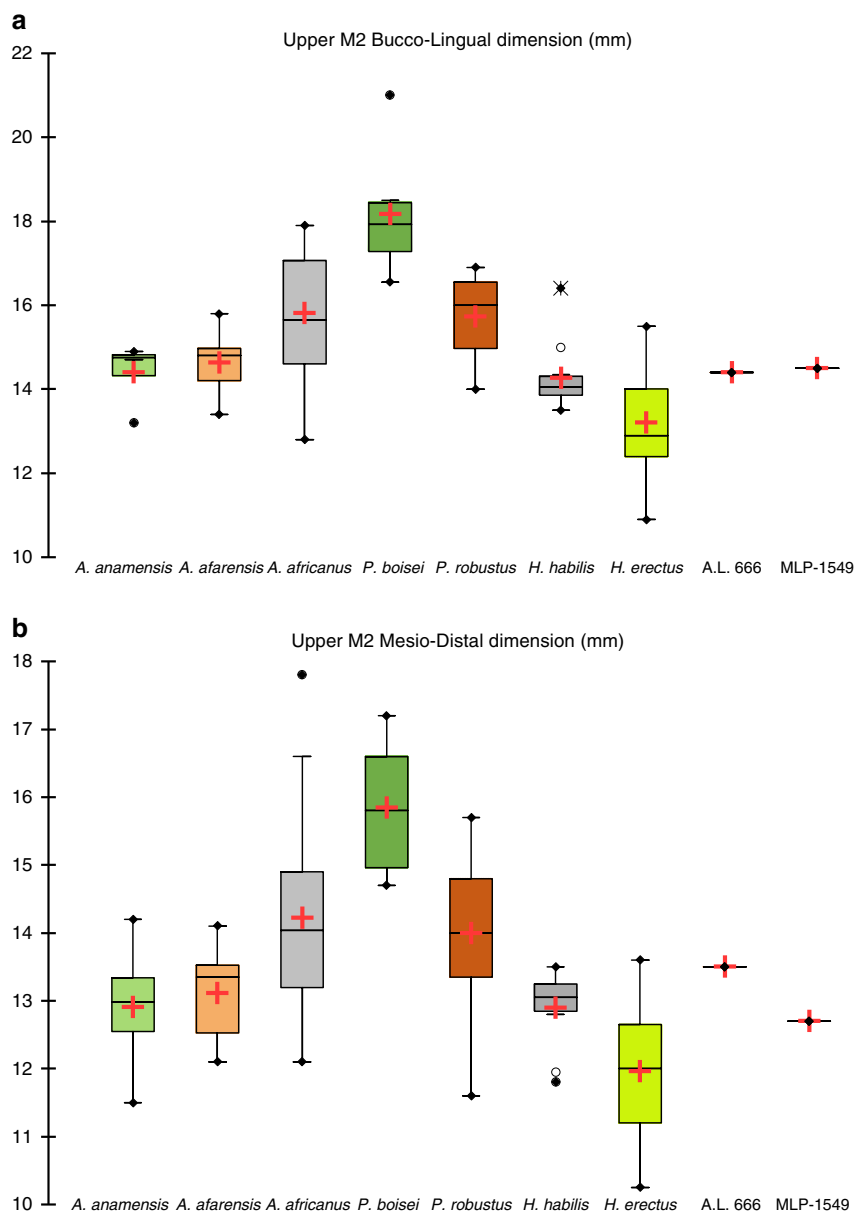 a
Upper M2 Bucco-Lingual dimension (mm)
22
20
18
16
14
12
10
A. anamensis A. afarensis A. africanus P. boisei P. robustus H. habilis H. erectus A.L. 666 MLP-1549
b
Upper M2 Mesio-Distal dimension (mm)
18
17
16
15
14
13
12
11
10
A. anamensis A. afarensis A. africanus P. boisei P. robustus H. habilis H. erectus A.L. 666 MLP-1549